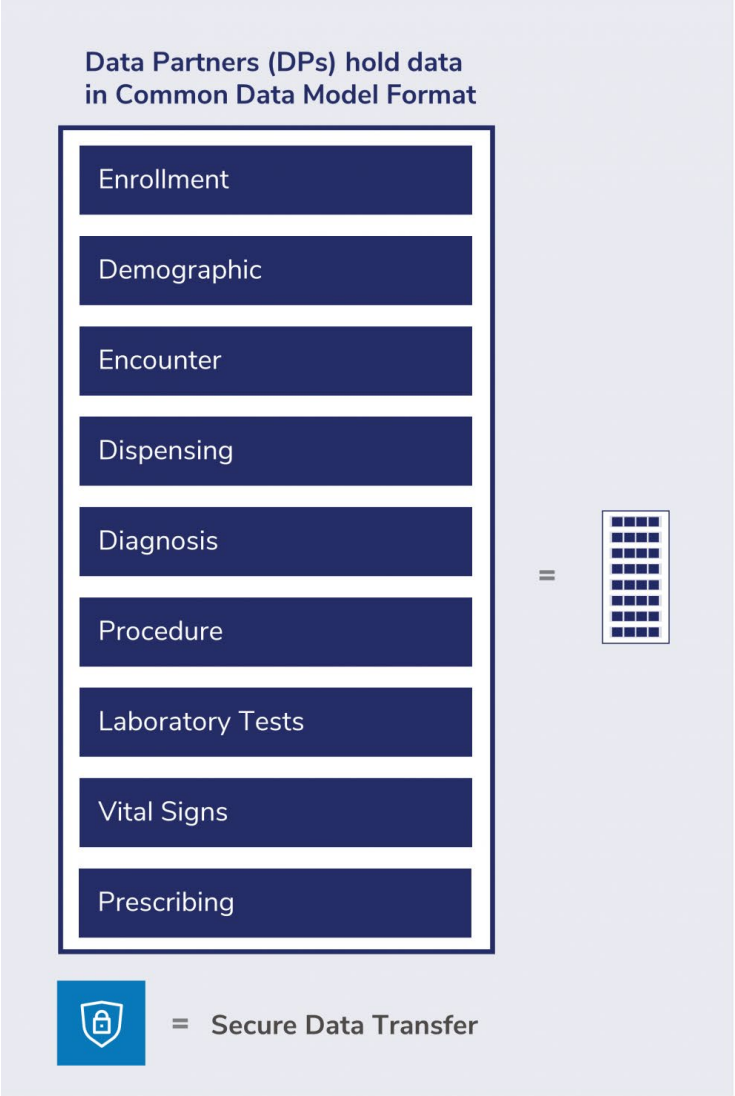 Data Partners (DPs) hold data
in Common Data Model Format
Enrollment
Demographic
Encounter
Dispensing
Diagnosis
=
Procedure
Laboratory Tests
Vital Signs
Prescribing
= Secure Data Transfer